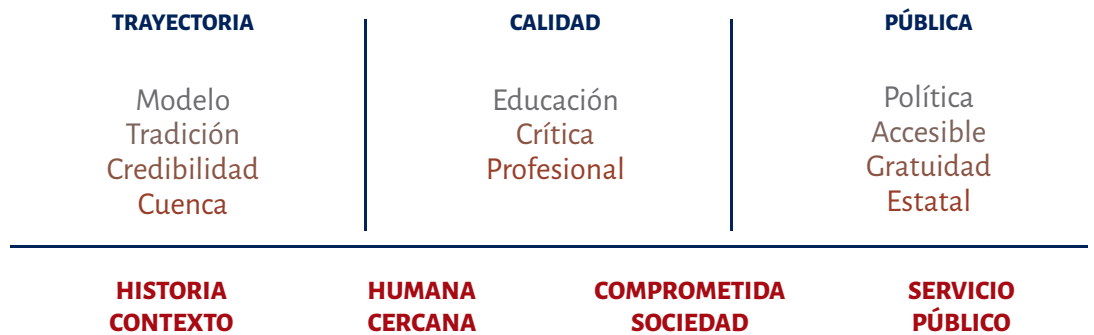 TRAYECTORIA
Modelo
Tradición
Credibilidad
Cuenca
CALIDAD
Educación
Crítica
Profesional
PÚBLICA
Política
Accesible
Gratuidad
Estatal
HISTORIA
CONTEXTO
HUMANA
CERCANA
COMPROMETIDA
SOCIEDAD
SERVICIO
PÚBLICO